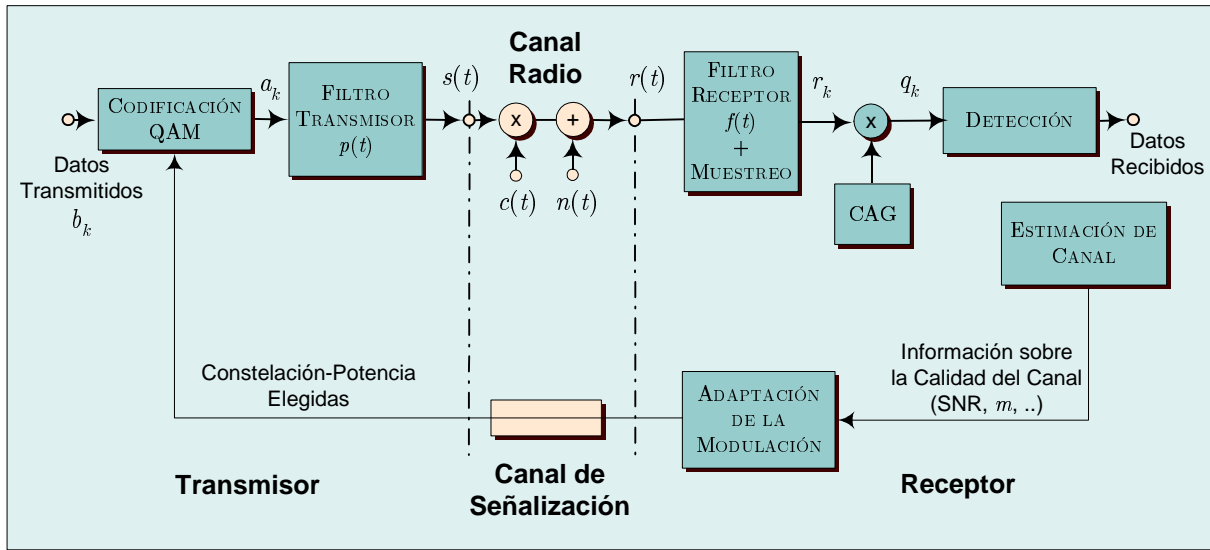 Canal
Radio
Codificación
QAM
a_k
Filtro
Transmisor
p(t)
s(t)
x
+
c(t)
n(t)
r(t)
Filtro
Receptor
f(t)
+
Muestreo
r_k
x
CAG
q_k
Detección
Datos
Transmitidos
b_k
Datos
Recibidos
Estimación de
Canal
Información sobre
la Calidad del Canal
(SNR, m, ..)
Constelación-Potencia
Elegidas
Adaptación
de la
Modulación
Transmisor
Canal de
Señalización
Receptor